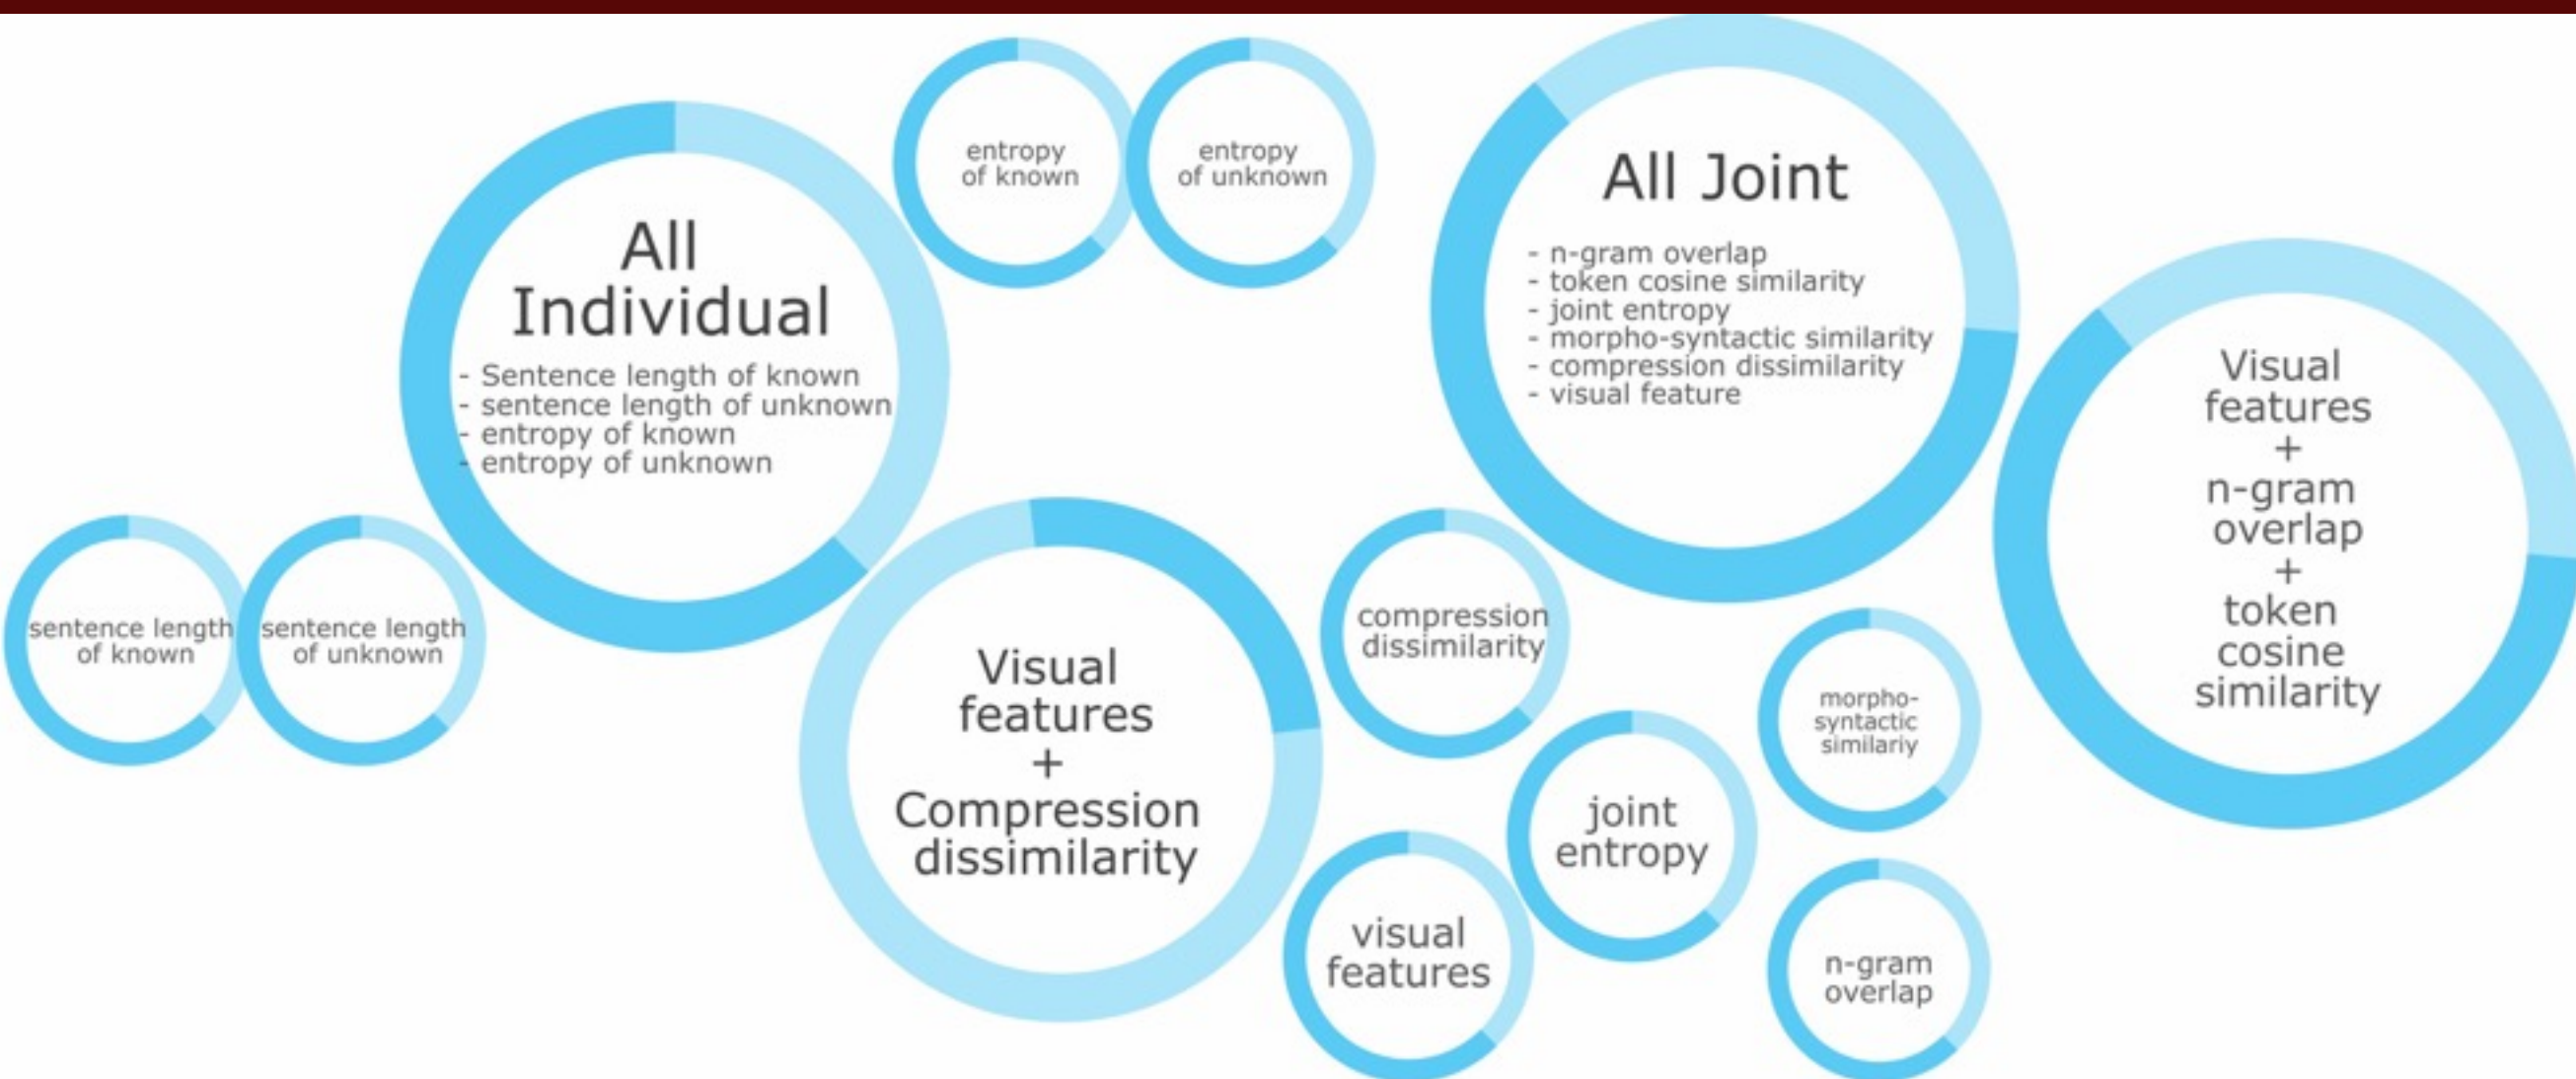 entropy
of known
entropy
of unknown
All
Individual
- Sentence length of known
- sentence length of unknown
- entropy of known
- entropy of unknown
All Joint
- n-gram overlap
- token cosine similarity
- joint entropy
- morpho-syntactic similarity
- compression dissimilarity
- visual feature
Visual
features
+
n-gram
overlap
+
token
cosine
similarity
sentence length
of known
sentence length
of unknown
Visual
features
+
Compression
dissimilarity
compression
dissimilarity
morpho-
syntactic
similariy
joint
entropy
visual
features
n-gram
overlap